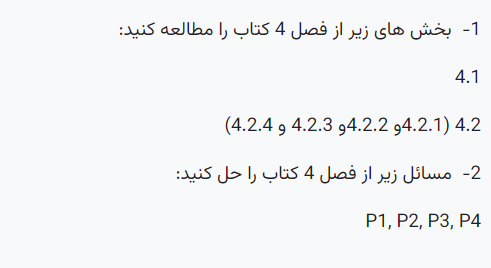 1-  بخش های زیر از فصل 4 کتاب را مطالعه کنید:
4.1
4.2 (4.2.1و 4.2.2و 4.2.3 و 4.2.4)
2-  مسائل زیر از فصل 4 کتاب را حل کنید:
P1, P2, P3, P4